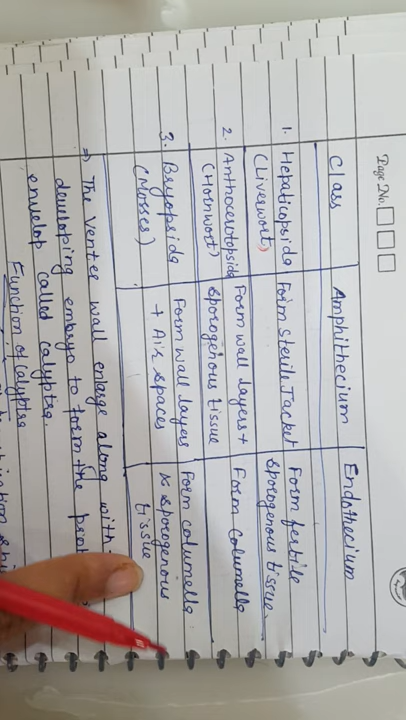 Page No.
Class Amphithecium Endothecium
1. Hepaticopsida Form Sterile Jacket Form fertile
(Liverwort) sporogenous tissue.
2. Anthocerotopsida Form wall layers + Form Columella
(Hornwort) sporogenous tissue
3. Bryopsida Form wall layers Form columella
(Mosses) + Air spaces & sporogenous
tissue
⇒ The Venter wall enlarge along with
developing embryo to form the
envelop called Calyptra.
Function of Calyptra